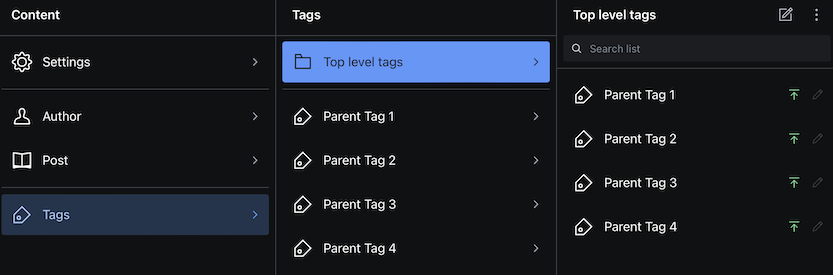 Content
Settings
Author
Post
Tags
Tags
Top level tags
Parent Tag 1
Parent Tag 2
Parent Tag 3
Parent Tag 4
Top level tags
Search list
Parent Tag 1
Parent Tag 2
Parent Tag 3
Parent Tag 4